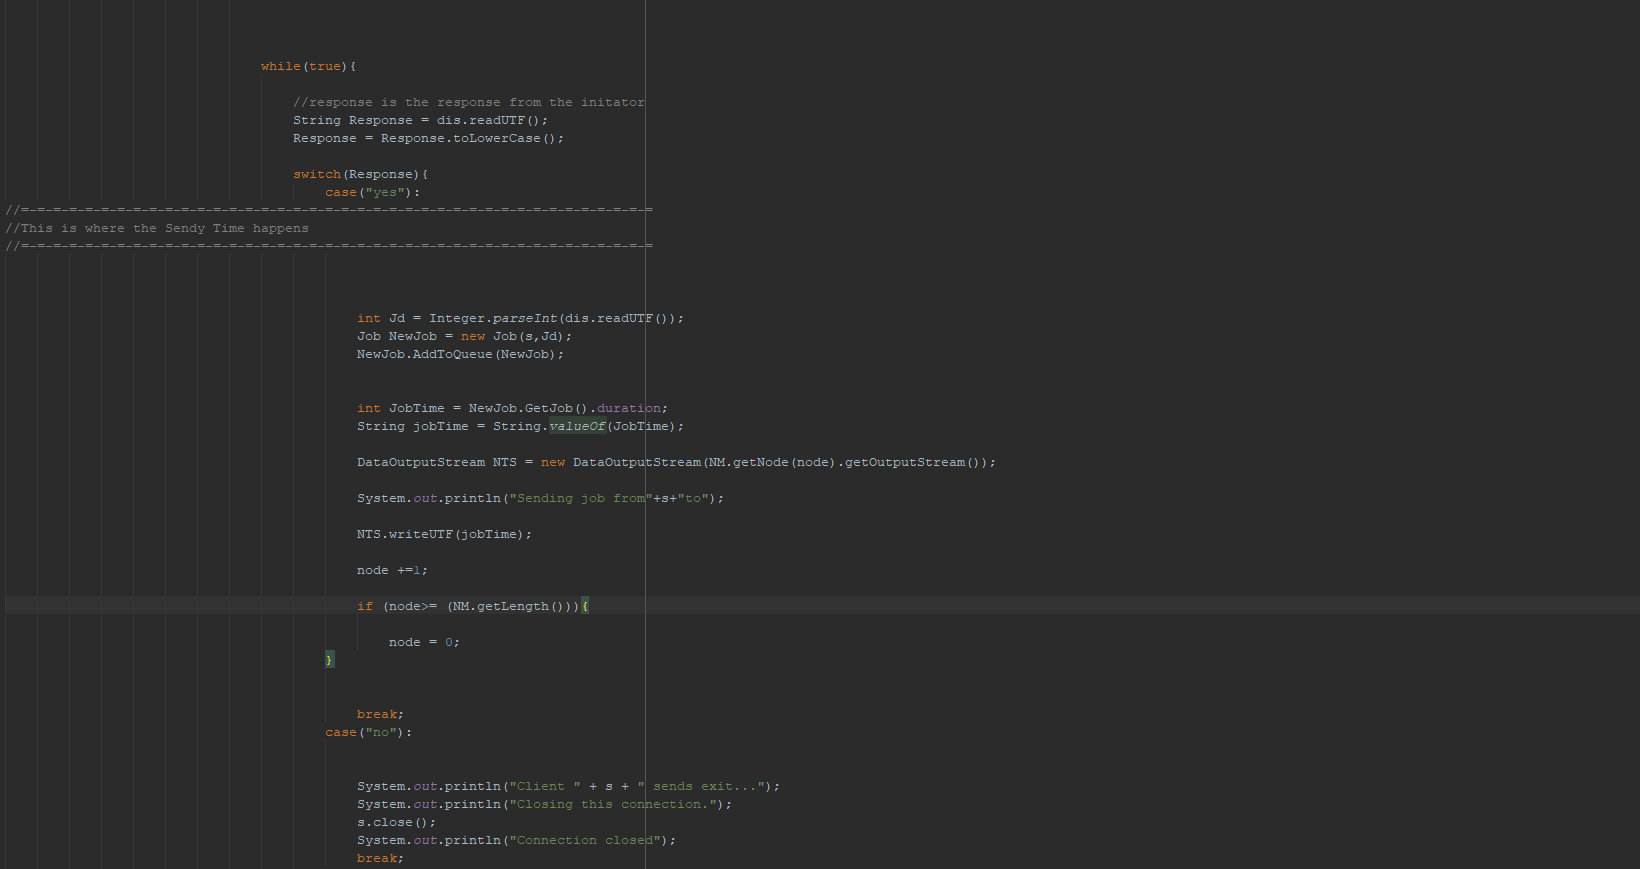 while(true){
//response is the response from the initator
String Response = dis.readUTF();
Response = Response.toLowerCase();
switch(Response){
case("yes"):
//=-=-=-=-=-=-=-=-=-=-=-=-=-=-=-=-=-=-=-=-=-=-=-=-=-=-=-=-=-=-=-=-=-=-=-=-=-=-=-=
//This is where the Sendy Time happens
//=-=-=-=-=-=-=-=-=-=-=-=-=-=-=-=-=-=-=-=-=-=-=-=-=-=-=-=-=-=-=-=-=-=-=-=-=-=-=-=
int Jd = Integer.parseInt(dis.readUTF());
Job NewJob = new Job(s,Jd);
NewJob.AddToQueue(NewJob);
int JobTime = NewJob.GetJob().duration;
String jobTime = String.valueOf(JobTime);
DataOutputStream NTS = new DataOutputStream(NM.getNode(node).getOutputStream());
System.out.println("Sending job from"+s+"to");
NTS.writeUTF(jobTime);
node +=1;
if (node>= (NM.getLength())){
node = 0;
}
break;
case("no"):
System.out.println("Client " + s + " sends exit...");
System.out.println("Closing this connection.");
s.close();
System.out.println("Connection closed");
break;